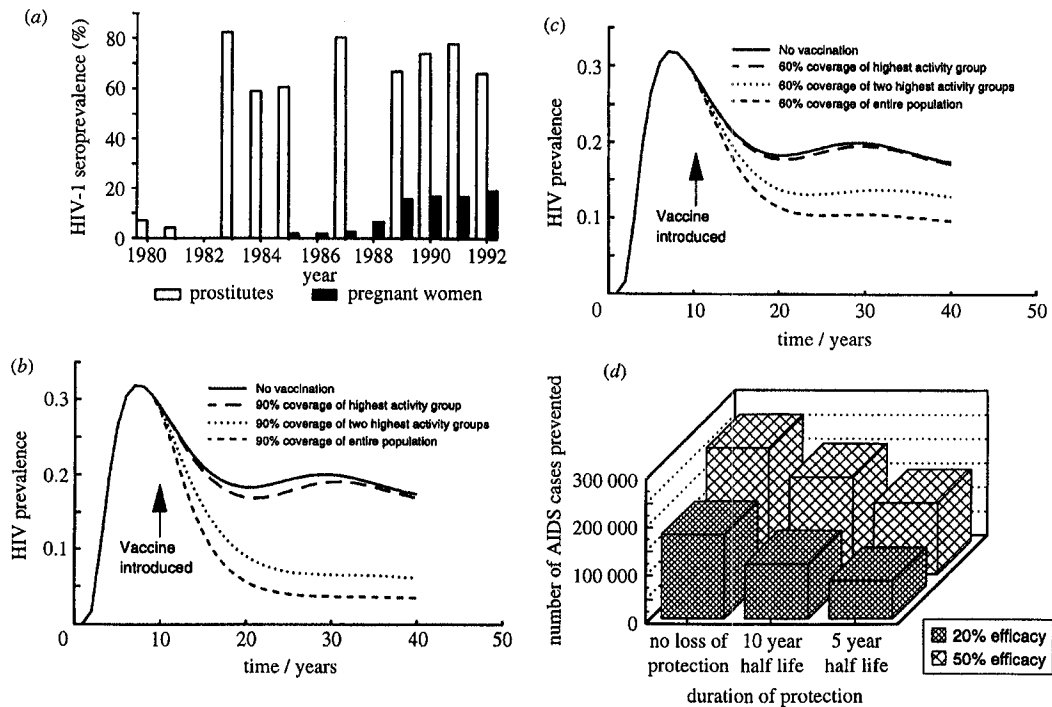 (a)
HIV-1 seroprevalence (%)
80
60
40
20
0
1980 1982 1984 1986 1988 1990 1992
year
prostitutes pregnant women
(b)
HIV prevalence
0.3
0.2
0.1
No vaccination
90% coverage of highest activity group
90% coverage of two highest activity groups
90% coverage of entire population
Vaccine
introduced
0 10 20 30 40 50
time / years
(c)
HIV prevalence
0.3
0.2
0.1
No vaccination
60% coverage of highest activity group
60% coverage of two highest activity groups
60% coverage of entire population
Vaccine
introduced
0 10 20 30 40 50
time / years
(d)
number of AIDS cases prevented
300 000
200 000
100 000
0
no loss of 10 year 5 year
protection half life half life
duration of protection
20% efficacy
50% efficacy